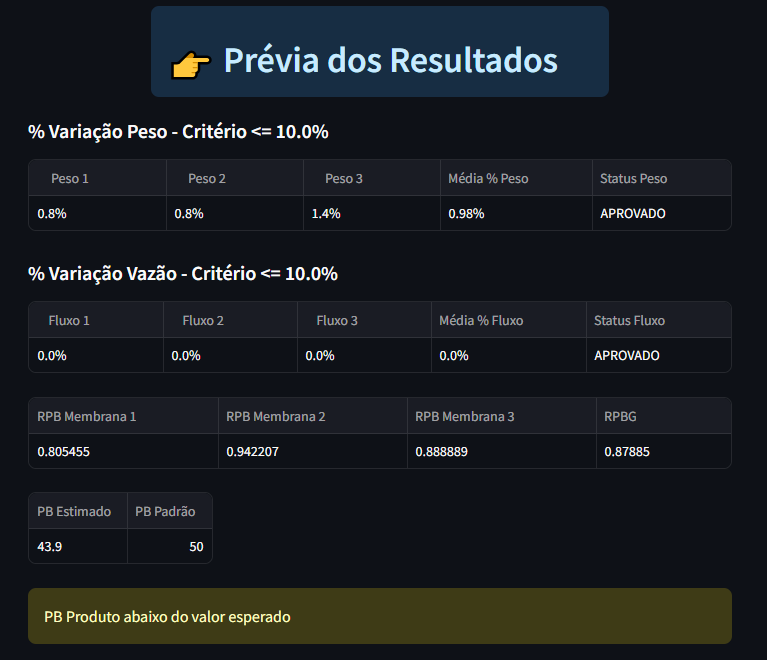 👉 Prévia dos Resultados
% Variação Peso - Critério <= 10.0%
Peso 1 Peso 2 Peso 3 Média % Peso Status Peso
0.8% 0.8% 1.4% 0.98% APROVADO
% Variação Vazão - Critério <= 10.0%
Fluxo 1 Fluxo 2 Fluxo 3 Média % Fluxo Status Fluxo
0.0% 0.0% 0.0% 0.0% APROVADO
RPB Membrana 1 RPB Membrana 2 RPB Membrana 3 RPBG
0.805455 0.942207 0.888889 0.87885
PB Estimado PB Padrão
43.9 50
PB Produto abaixo do valor esperado